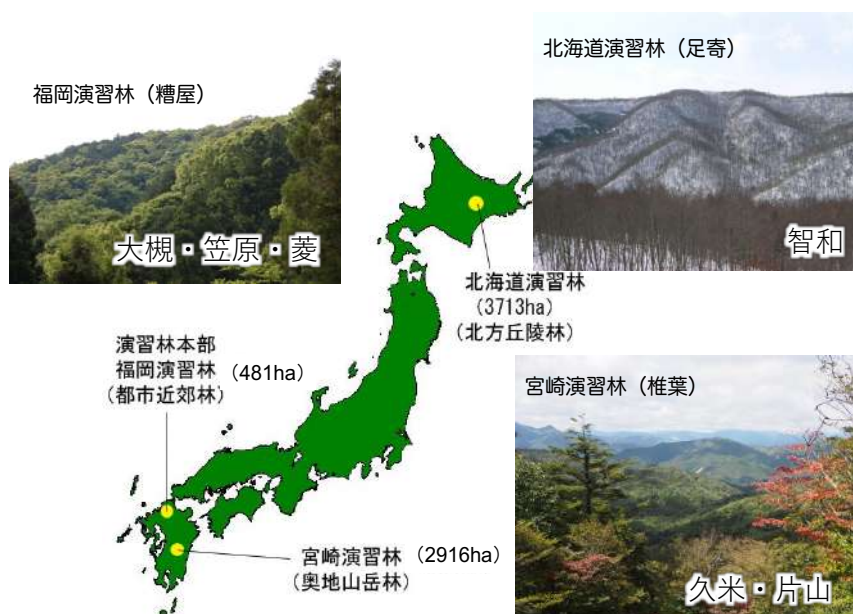 福岡演習林（糟屋）
大槻・笠原・菱
北海道演習林（足寄）
智和
北海道演習林
（3713ha）
（北方丘陵林）
演習林本部
福岡演習林（481ha）
（都市近郊林）
宮崎演習林（椎葉）
久米・片山
宮崎演習林（2916ha）
（奥地山岳林）